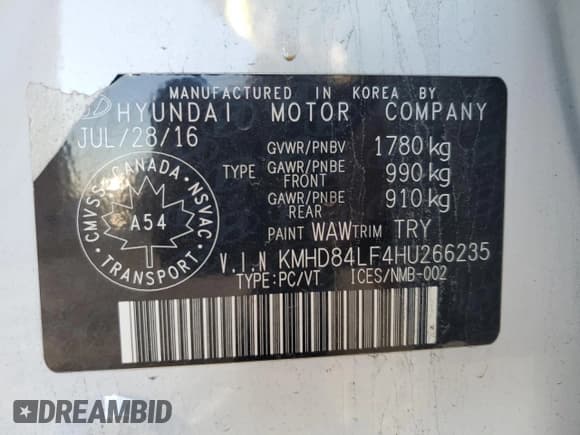 MANUFACTURED IN KOREA BY
HYUNDAI MOTOR COMPANY
JUL/28/16
GVWR/PNBV 1780 kg
TYPE GAWR/PNBE FRONT 990 kg
GAWR/PNBE REAR 910 kg
PAINT WAW TRIM TRY
V.I.N KMHD84LF4HU266235
TYPE:PC/VT ICES/NMB-002
CANADA
CMVSS NSVAC
A54
TRANSPORT
DREAMBID